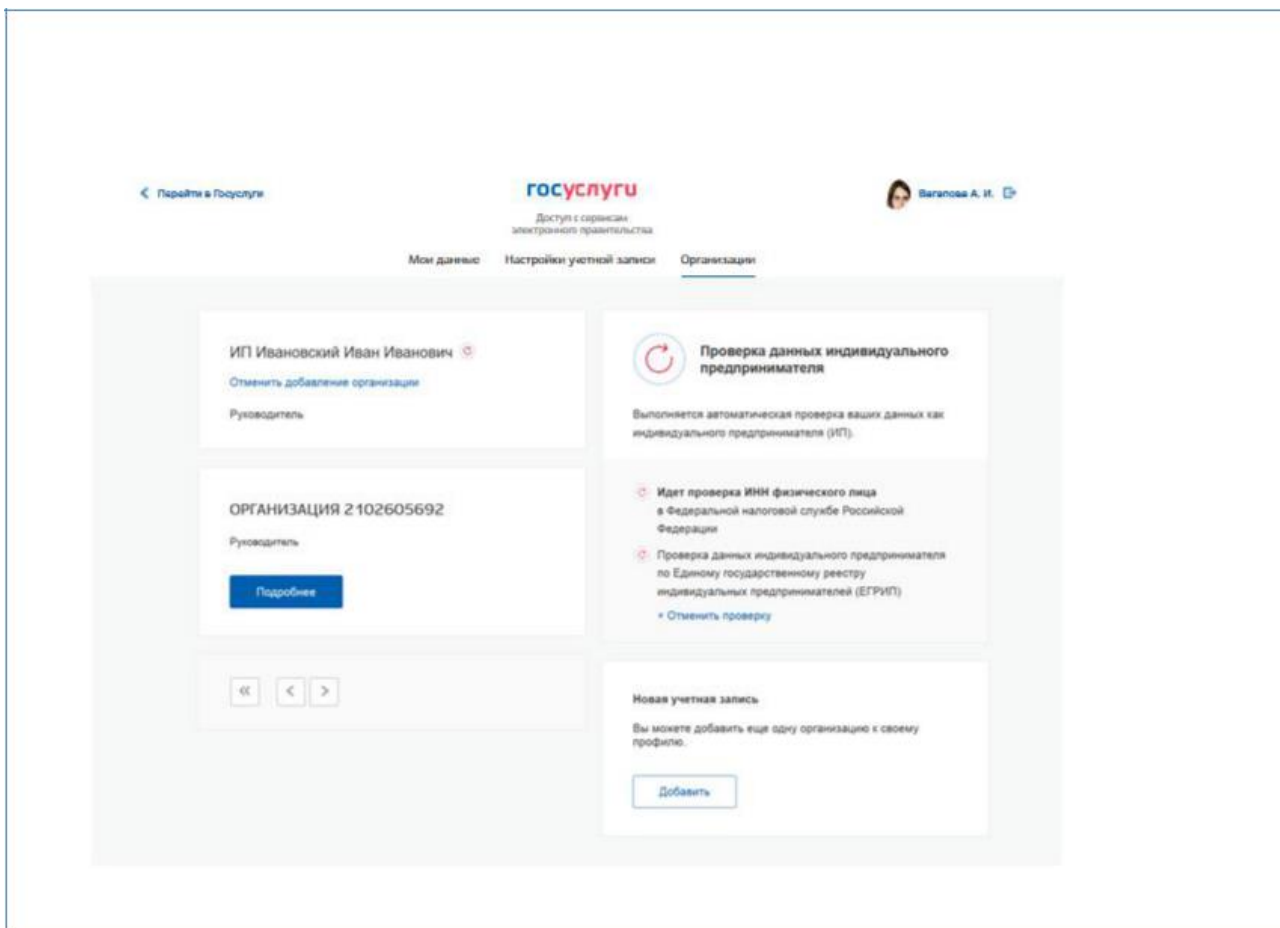 Перейти в Госуслуги
госуслуги
Вагапова А. И.
Доступ к сервисам
электронного правительства
Мои данные
Настройки учетной записи
Организации
ИП Ивановский Иван Иванович
Отменить добавление организации
Руководитель
ОРГАНИЗАЦИЯ 2102605692
Руководитель
Подробнее
«
<
>
Проверка данных индивидуального
предпринимателя
Выполняется автоматическая проверка ваших данных как
индивидуального предпринимателя (ИП).
Идет проверка ИНН физического лица
в Федеральной налоговой службе Российской
Федерации
Проверка данных индивидуального предпринимателя
по Единому государственному реестру
индивидуальных предпринимателей (ЕГРИП)
Отменить проверку
Новая учетная запись
Вы можете добавить еще одну организацию к своему
профилю.
Добавить